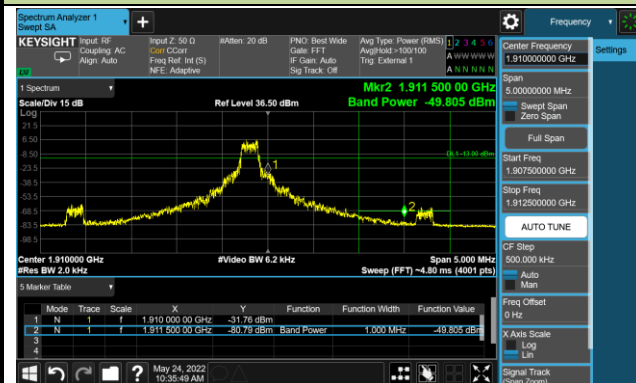 Spectrum Analyzer 1
Swept SA
Frequency
KEYSIGHT
Input: RF
Coupling: AC
Align: Auto
Input Z: 50 Ω
Corr CCorr
Freq Ref: Int (S)
NFE: Adaptive
#Atten: 20 dB
PNO: Best Wide
Gate: FFT
IF Gain: Auto
Sig Track: Off
Avg Type: Power (RMS)
Avg|Hold:>100/100
Trig: External 1
1 2 3 4 5 6
A W W W W W
A N N N N N
Center Frequency
1.910000000 GHz
Settings
Span
5.00000000 MHz
Swept Span
Zero Span
Full Span
Start Freq
1.907500000 GHz
Stop Freq
1.912500000 GHz
AUTO TUNE
CF Step
500.000 kHz
Auto
Man
Freq Offset
0 Hz
X Axis Scale
Log
Lin
Signal Track
(Span Zoom)
1 Spectrum
Scale/Div 15 dB
Ref Level 36.50 dBm
Mkr2 1.911 500 00 GHz
Band Power -49.805 dBm
Log
21.5
6.50
-8.50
-23.5
-38.5
-53.5
-68.5
-83.5
-98.5
DL1 -13.00 dBm
1
2
Center 1.910000 GHz
#Res BW 2.0 kHz
#Video BW 6.2 kHz
Span 5.000 MHz
Sweep (FFT) ~4.80 ms (4001 pts)
5 Marker Table
Mode Trace Scale X Y Function Function Width Function Value
1 N 1 f 1.910 000 00 GHz -31.76 dBm
2 N 1 f 1.911 500 00 GHz -80.79 dBm Band Power 1.000 MHz -49.805 dBm
3
4
?
May 24, 2022
10:35:49 AM